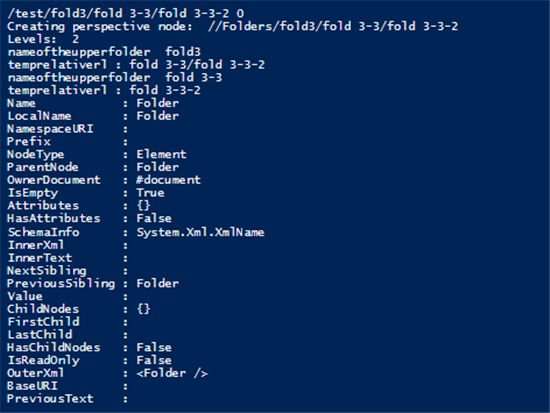 /test/fold3/fold 3-3/fold 3-3-2 0
Creating perspective node:  //Folders/fold3/fold 3-3/fold 3-3-2
Levels:  2
nameoftheupperfolder  fold3
temprelativerl : fold 3-3/fold 3-3-2
nameoftheupperfolder  fold 3-3
temprelativerl : fold 3-3-2
Name            : Folder
LocalName       : Folder
NamespaceURI    :
Prefix          :
NodeType        : Element
ParentNode      : Folder
OwnerDocument   : #document
IsEmpty         : True
Attributes      : {}
HasAttributes   : False
SchemaInfo      : System.Xml.XmlName
InnerXml        :
InnerText       :
NextSibling     :
PreviousSibling : Folder
Value           :
ChildNodes      : {}
FirstChild      :
LastChild       :
HasChildNodes   : False
IsReadOnly      : False
OuterXml        : <Folder />
BaseURI         :
PreviousText    :